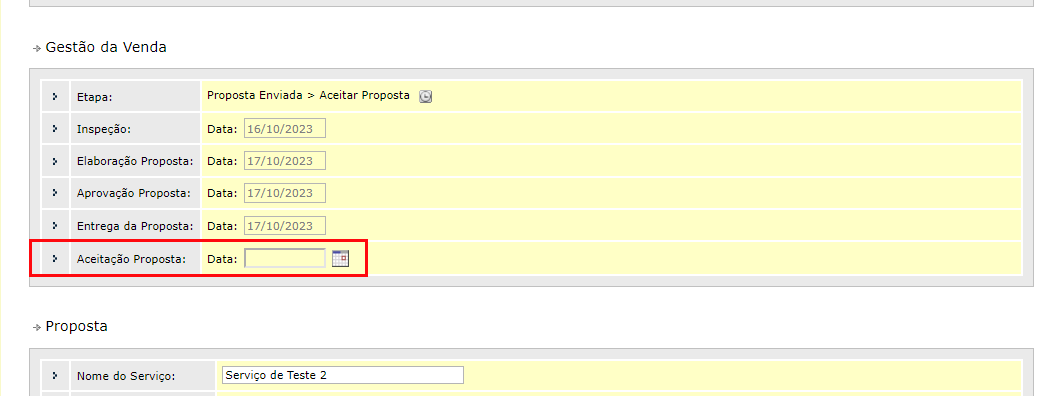 Gestão da Venda
Etapa: Proposta Enviada > Aceitar Proposta
Inspeção: Data: 16/10/2023
Elaboração Proposta: Data: 17/10/2023
Aprovação Proposta: Data: 17/10/2023
Entrega da Proposta: Data: 17/10/2023
Aceitação Proposta: Data:
Proposta
Nome do Serviço: Serviço de Teste 2